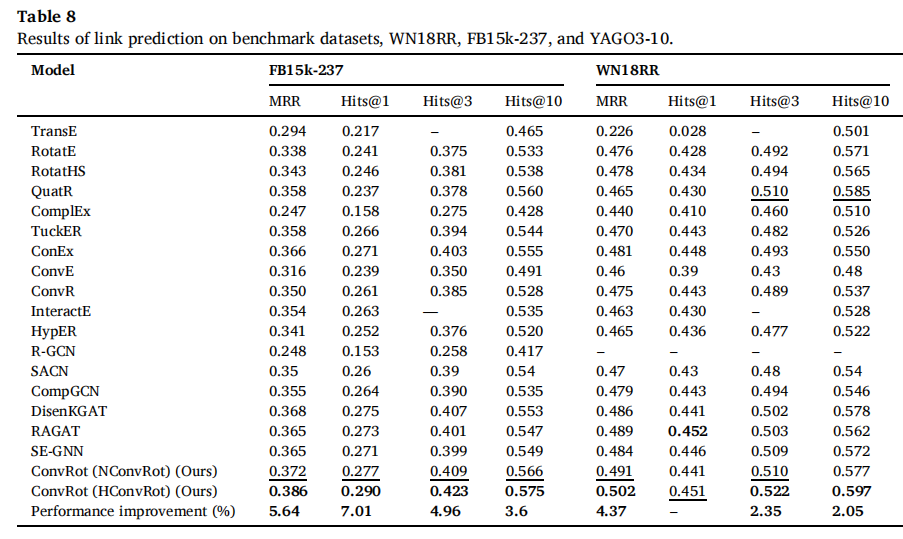 Table 8
Results of link prediction on benchmark datasets, WN18RR, FB15k-237, and YAGO3-10.
Model FB15k-237 WN18RR
MRR Hits@1 Hits@3 Hits@10 MRR Hits@1 Hits@3 Hits@10
TransE 0.294 0.217 – 0.465 0.226 0.028 – 0.501
RotatE 0.338 0.241 0.375 0.533 0.476 0.428 0.492 0.571
RotatHS 0.343 0.246 0.381 0.538 0.478 0.434 0.494 0.565
QuatR 0.358 0.237 0.378 0.560 0.465 0.430 0.510 0.585
ComplEx 0.247 0.158 0.275 0.428 0.440 0.410 0.460 0.510
TuckER 0.358 0.266 0.394 0.544 0.470 0.443 0.482 0.526
ConEx 0.366 0.271 0.403 0.555 0.481 0.448 0.493 0.550
ConvE 0.316 0.239 0.350 0.491 0.46 0.39 0.43 0.48
ConvR 0.350 0.261 0.385 0.528 0.475 0.443 0.489 0.537
InteractE 0.354 0.263 — 0.535 0.463 0.430 – 0.528
HypER 0.341 0.252 0.376 0.520 0.465 0.436 0.477 0.522
R-GCN 0.248 0.153 0.258 0.417 – – – –
SACN 0.35 0.26 0.39 0.54 0.47 0.43 0.48 0.54
CompGCN 0.355 0.264 0.390 0.535 0.479 0.443 0.494 0.546
DisenKGAT 0.368 0.275 0.407 0.553 0.486 0.441 0.502 0.578
RAGAT 0.365 0.273 0.401 0.547 0.489 0.452 0.503 0.562
SE-GNN 0.365 0.271 0.399 0.549 0.484 0.446 0.509 0.572
ConvRot (NConvRot) (Ours) 0.372 0.277 0.409 0.566 0.491 0.441 0.510 0.577
ConvRot (HConvRot) (Ours) 0.386 0.290 0.423 0.575 0.502 0.451 0.522 0.597
Performance improvement (%) 5.64 7.01 4.96 3.6 4.37 – 2.35 2.05